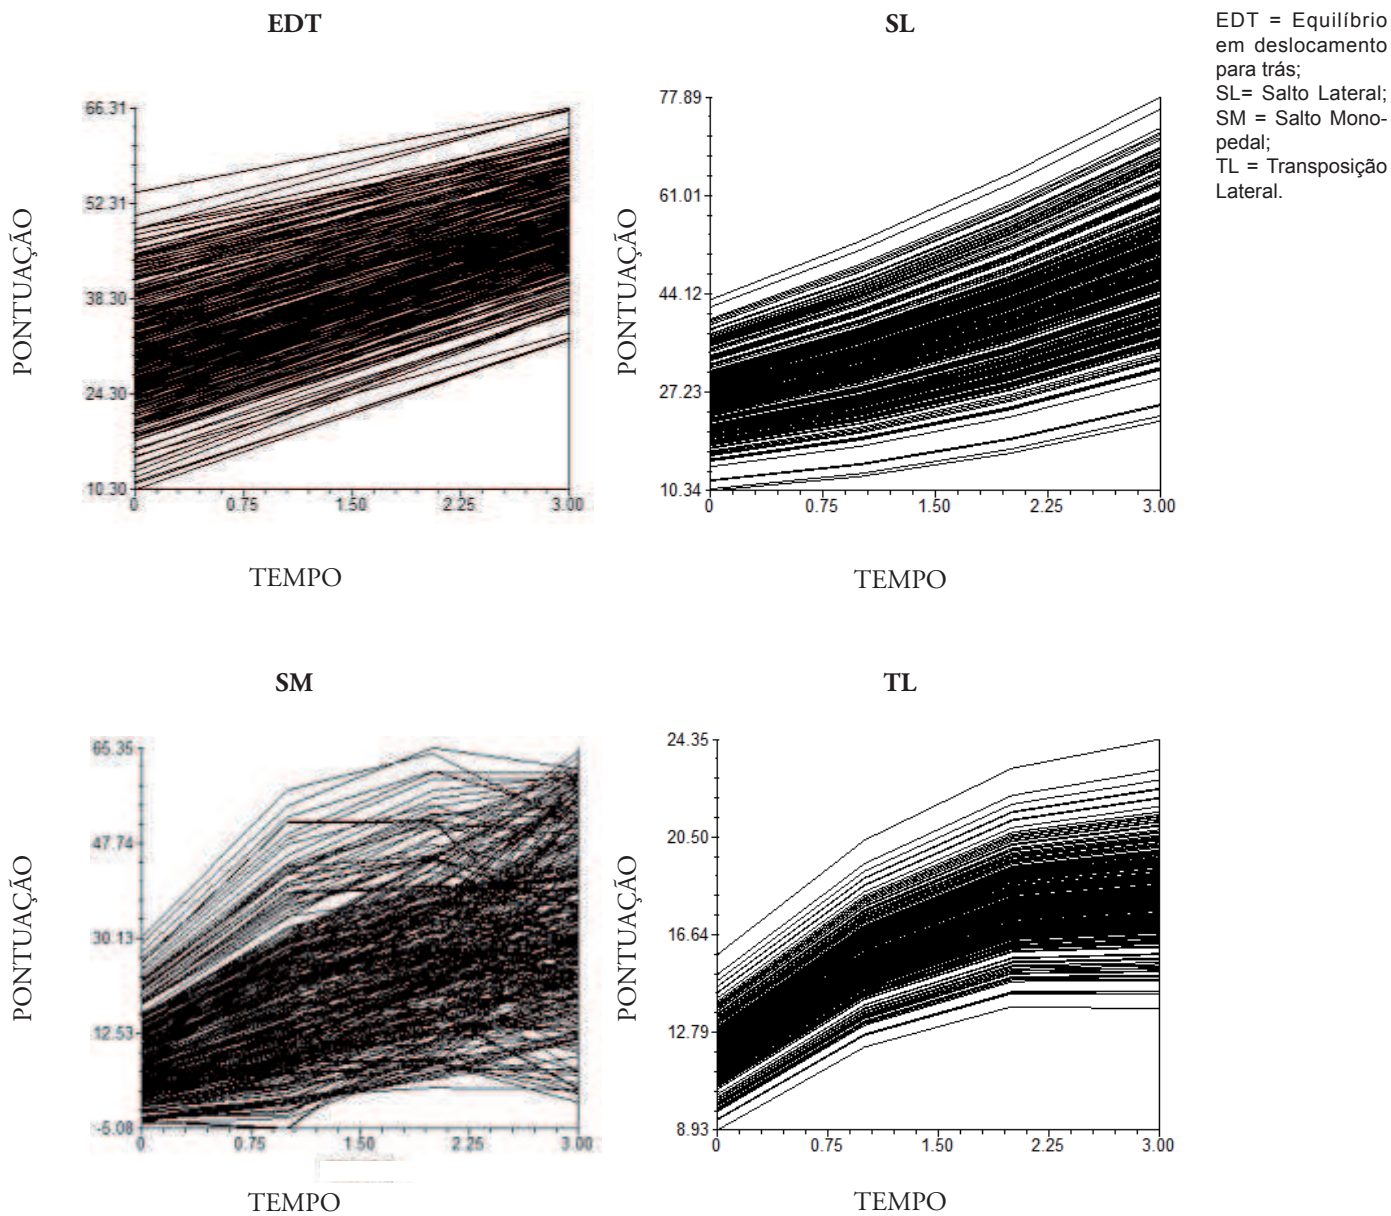 EDT
66.31
52.31
38.30
24.30
10.30
0 0.75 1.50 2.25 3.00
PONTUAÇÃO
TEMPO
SL
77.89
61.01
44.12
27.23
10.34
0 0.75 1.50 2.25 3.00
PONTUAÇÃO
TEMPO
EDT = Equilíbrio
em deslocamento
para trás;
SL= Salto Lateral;
SM = Salto Mono-
pedal;
TL = Transposição
Lateral.
SM
65.35
47.74
30.13
12.53
-5.08
0 0.75 1.50 2.25 3.00
PONTUAÇÃO
TEMPO
TL
24.35
20.50
16.64
12.79
8.93
0 0.75 1.50 2.25 3.00
PONTUAÇÃO
TEMPO